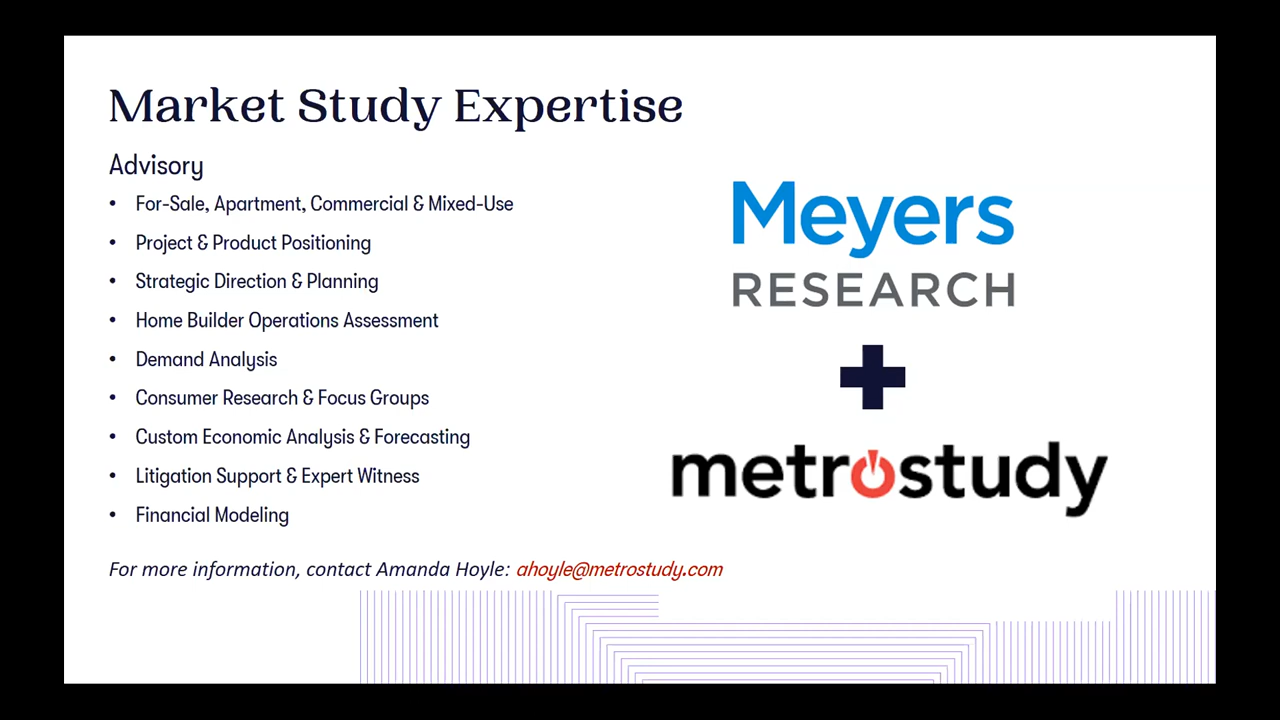 Market Study Expertise
Advisory
• For-Sale, Apartment, Commercial & Mixed-Use
• Project & Product Positioning
• Strategic Direction & Planning
• Home Builder Operations Assessment
• Demand Analysis
• Consumer Research & Focus Groups
• Custom Economic Analysis & Forecasting
• Litigation Support & Expert Witness
• Financial Modeling
For more information, contact Amanda Hoyle: ahoyle@metrostudy.com
Meyers
RESEARCH
+
metrostudy